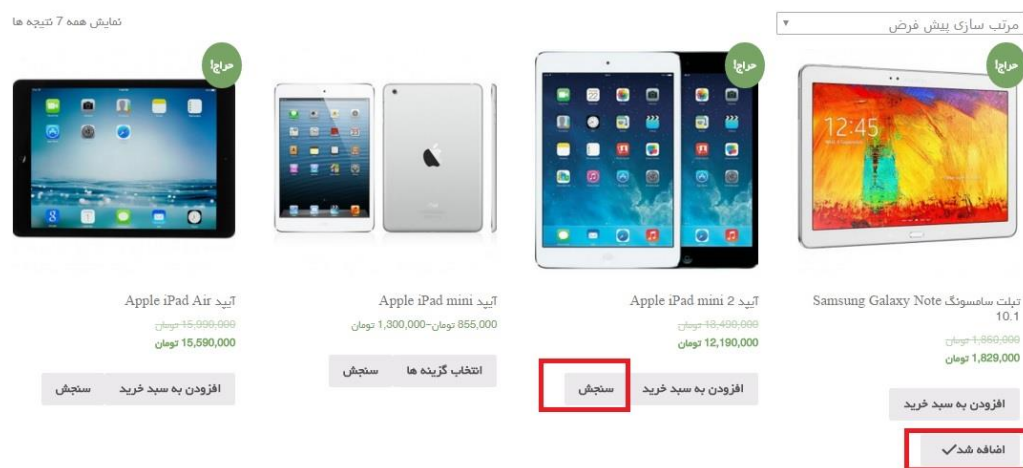 مرتب سازی پیش فرض
نمایش همه 7 نتیجه ها
حراج!
12:45
تبلت سامسونگ Samsung Galaxy Note
10.1
1,860,000 تومان
1,829,000 تومان
افزودن به سبد خرید
اضافه شد✓
حراج!
آیپد Apple iPad mini 2
13,490,000 تومان
12,190,000 تومان
افزودن به سبد خرید
سنجش
آیپد Apple iPad mini
855,000 تومان–1,300,000 تومان
انتخاب گزینه ها
سنجش
حراج!
آیپد Apple iPad Air
15,990,000 تومان
15,590,000 تومان
افزودن به سبد خرید
سنجش